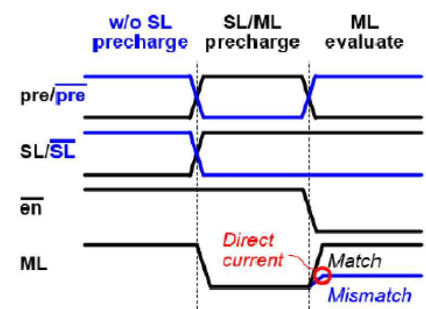 w/o SL SL/ML ML
precharge precharge evaluate
pre/pre
SL/SL
en
Direct
current
ML
Match
Mismatch